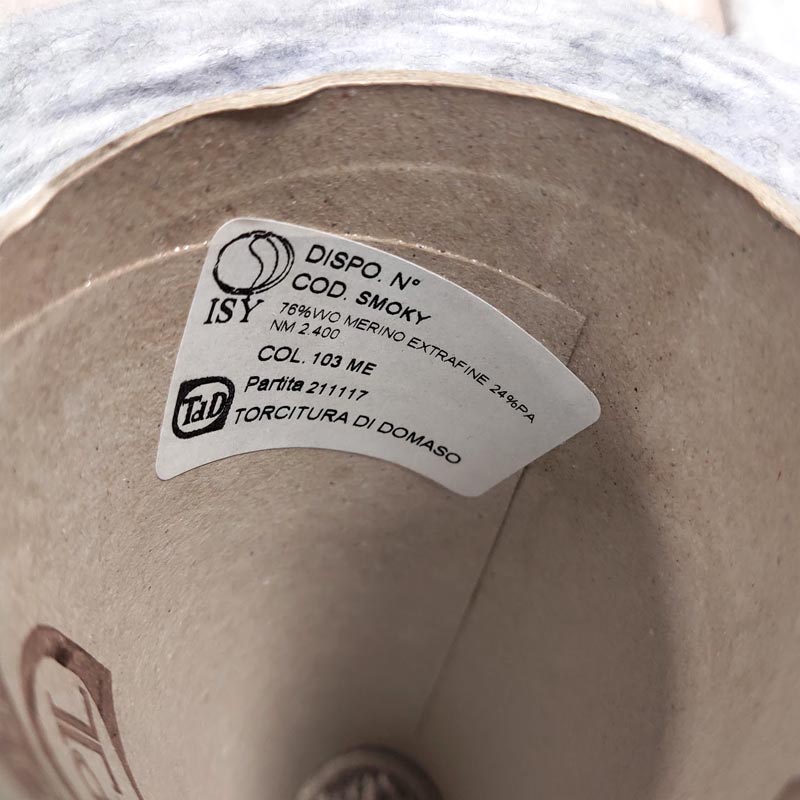 DISPO. N°
COD. SMOKY
ISY
76%WO MERINO EXTRAFINE 24%PA
NM 2.400
COL. 103 ME
Partita 211117
TdD
TORCITURA DI DOMASO